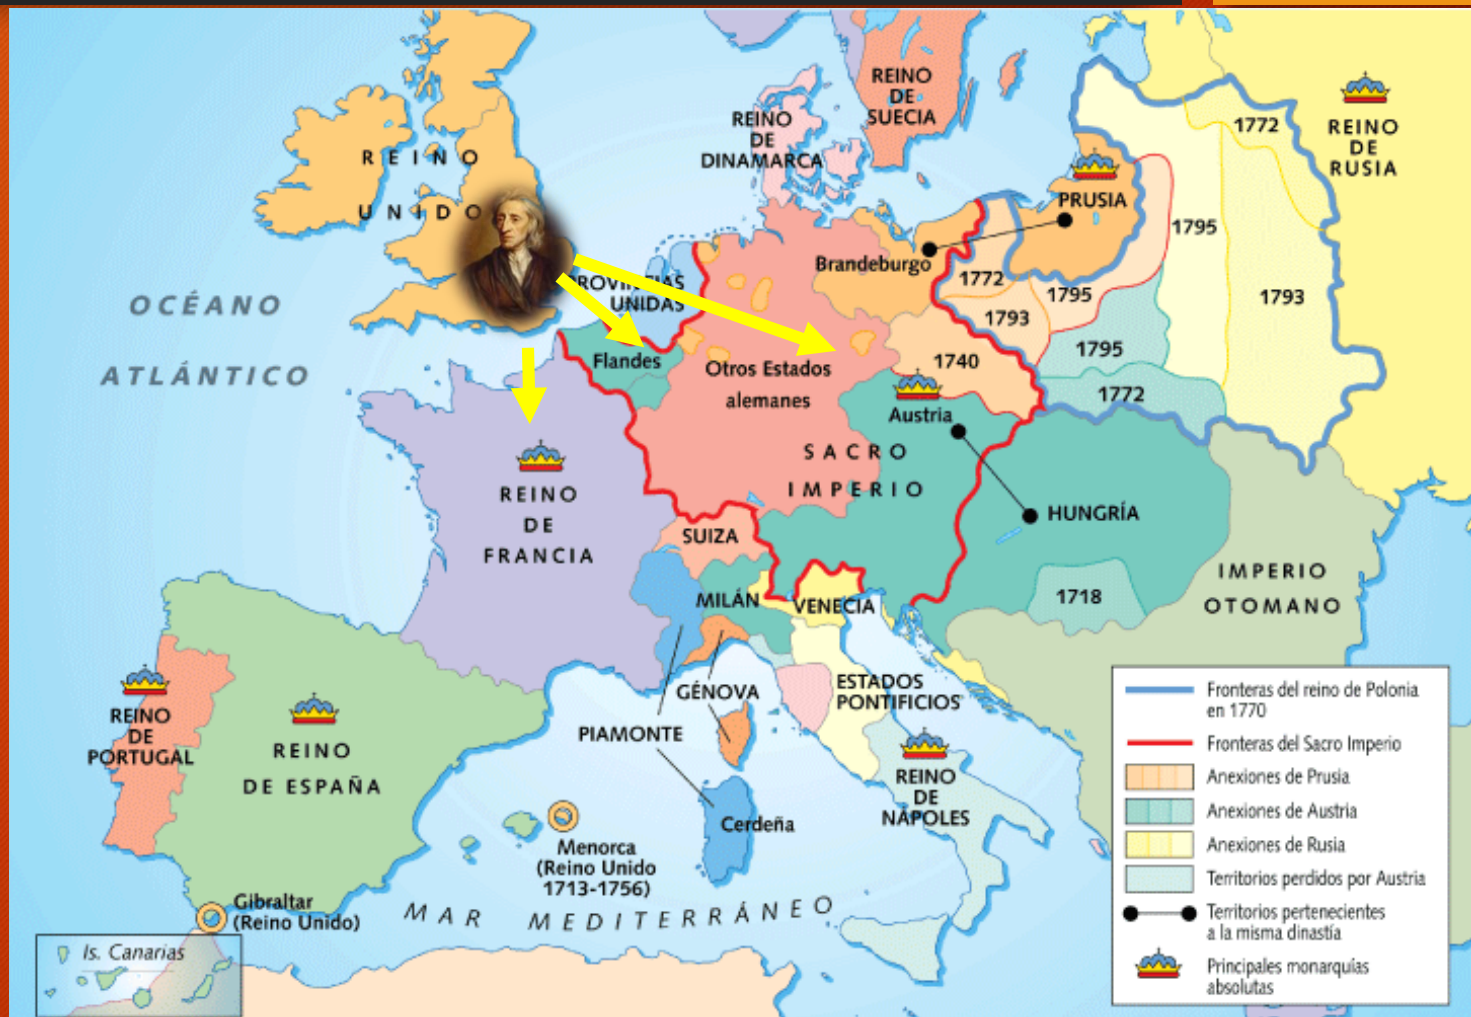 REINO
DE
SUECIA
REINO
DE
DINAMARCA
1772
REINO
DE
RUSIA
REINO
UNIDO
PRUSIA
1795
Brandeburgo
1772
1795
1793
1793
PROVINCIAS
UNIDAS
OCÉANO
ATLÁNTICO
Flandes
Otros Estados
alemanes
1740
1795
1772
Austria
SACRO
IMPERIO
HUNGRÍA
REINO
DE
FRANCIA
SUIZA
IMPERIO
OTOMANO
1718
MILÁN
VENECIA
GÉNOVA
ESTADOS
PONTIFICIOS
PIAMONTE
REINO
DE
PORTUGAL
REINO
DE ESPAÑA
REINO
DE
NÁPOLES
Cerdeña
Menorca
(Reino Unido
1713-1756)
Gibraltar
(Reino Unido)
MAR MEDITERRÁNEO
Is. Canarias
Fronteras del reino de Polonia
en 1770
Fronteras del Sacro Imperio
Anexiones de Prusia
Anexiones de Austria
Anexiones de Rusia
Territorios perdidos por Austria
Territorios pertenecientes
a la misma dinastía
Principales monarquías
absolutas